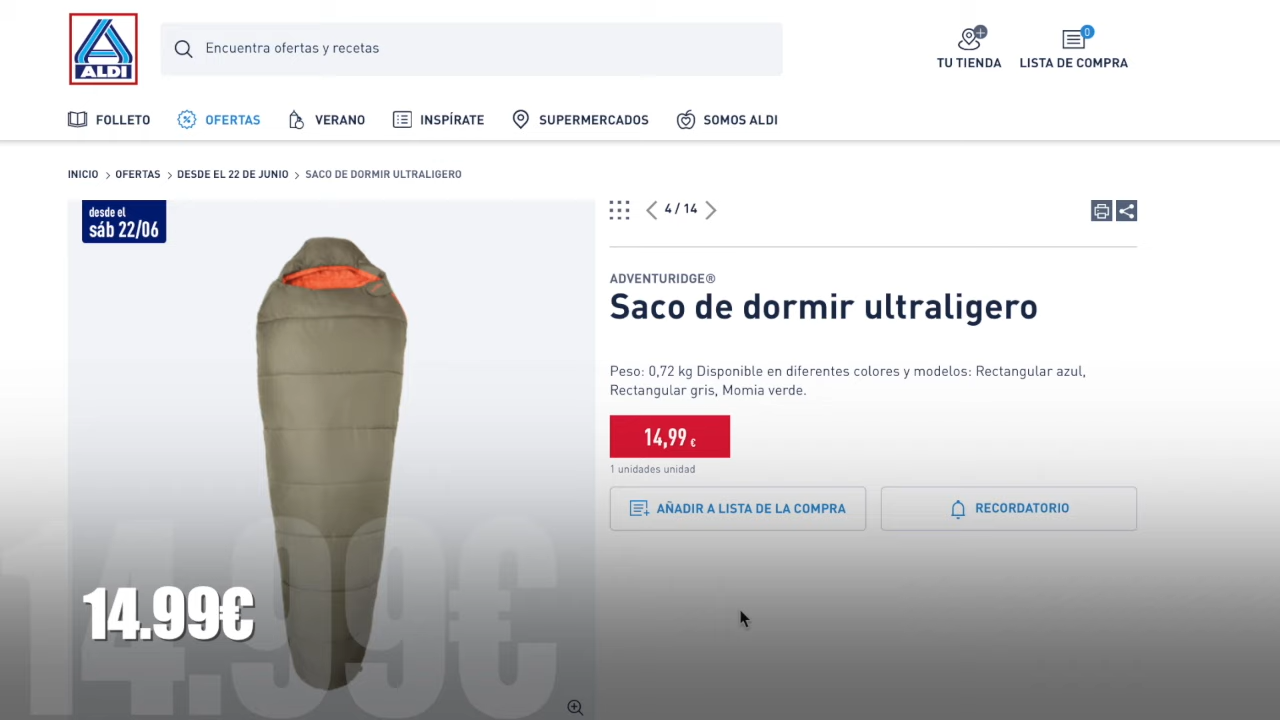 ALDI
Encuentra ofertas y recetas
TU TIENDA
0
LISTA DE COMPRA
FOLLETO
OFERTAS
VERANO
INSPÍRATE
SUPERMERCADOS
SOMOS ALDI
INICIO > OFERTAS > DESDE EL 22 DE JUNIO > SACO DE DORMIR ULTRALIGERO
desde el
sáb 22/06
4 / 14
ADVENTURIDGE®
Saco de dormir ultraligero
Peso: 0,72 kg Disponible en diferentes colores y modelos: Rectangular azul,
Rectangular gris, Momia verde.
14,99 €
1 unidades unidad
AÑADIR A LISTA DE LA COMPRA
RECORDATORIO
14.99€
14.99€